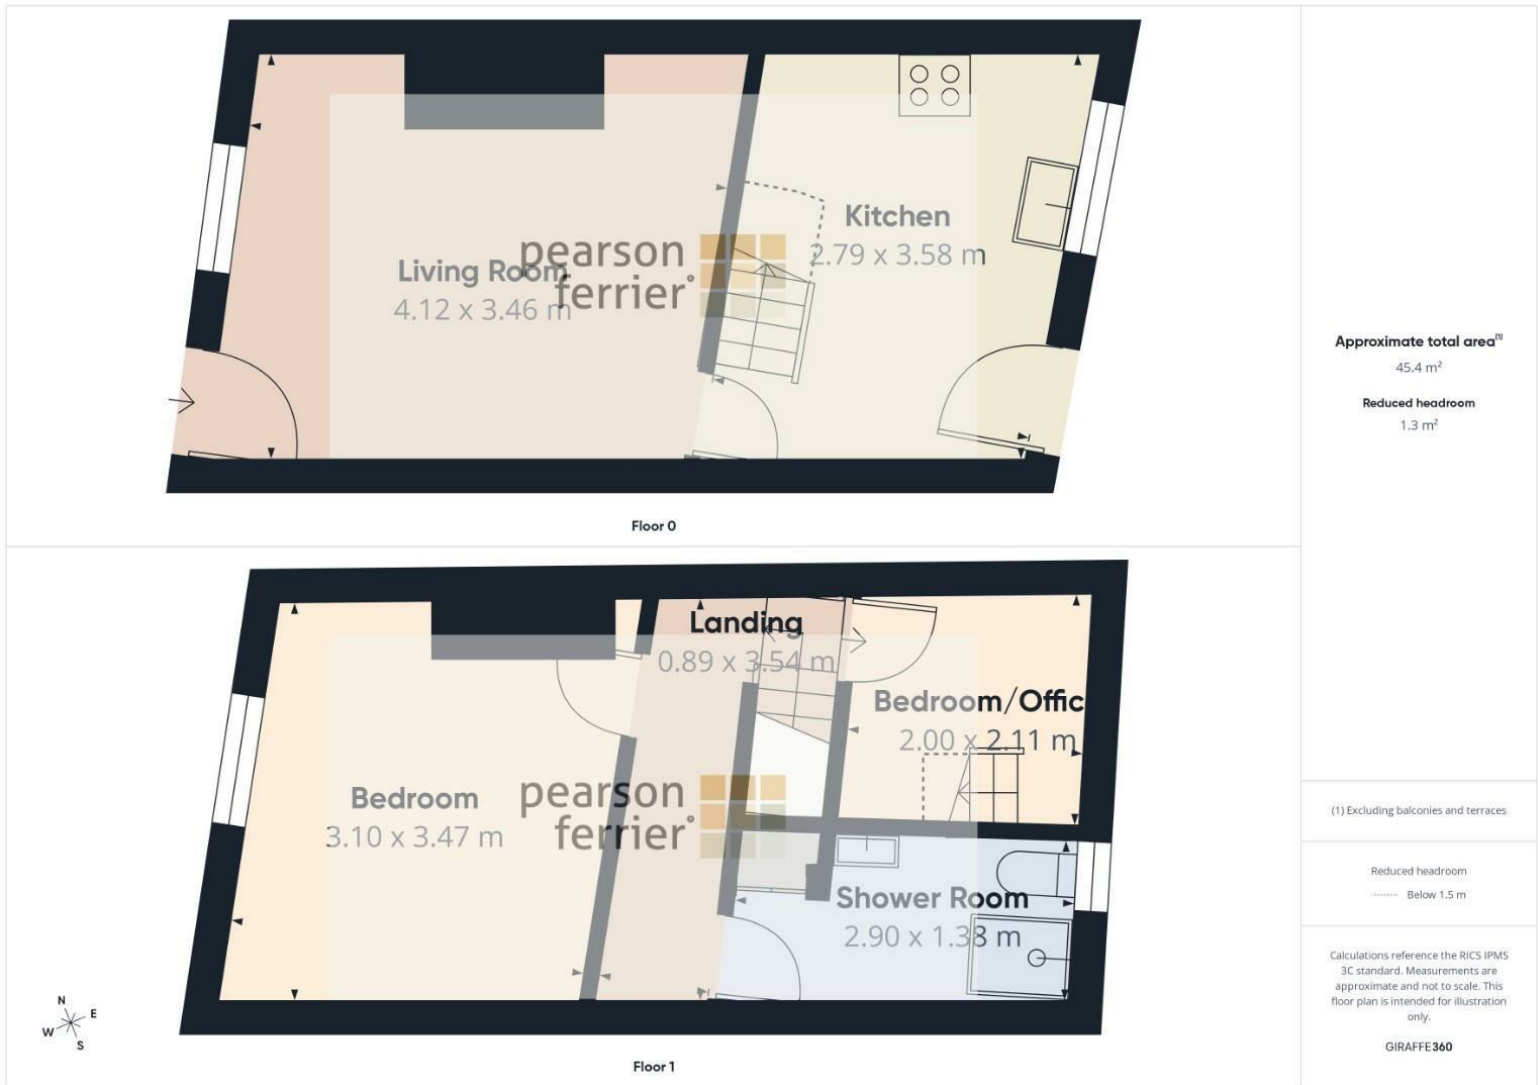 Kitchen
2.79 x 3.58 m
Living Room
4.12 x 3.46 m
pearson
ferrier
Floor 0
Landing
0.89 x 3.54 m
Bedroom/Offic
2.00 x 2.11 m
Bedroom
3.10 x 3.47 m
pearson
ferrier
Shower Room
2.90 x 1.38 m
N
E
W
S
Floor 1
Approximate total area(1)
45.4 m²
Reduced headroom
1.3 m²
(1) Excluding balconies and terraces
Reduced headroom
Below 1.5 m
Calculations reference the RICS IPMS
3C standard. Measurements are
approximate and not to scale. This
floor plan is intended for illustration
only.
GIRAFFE360